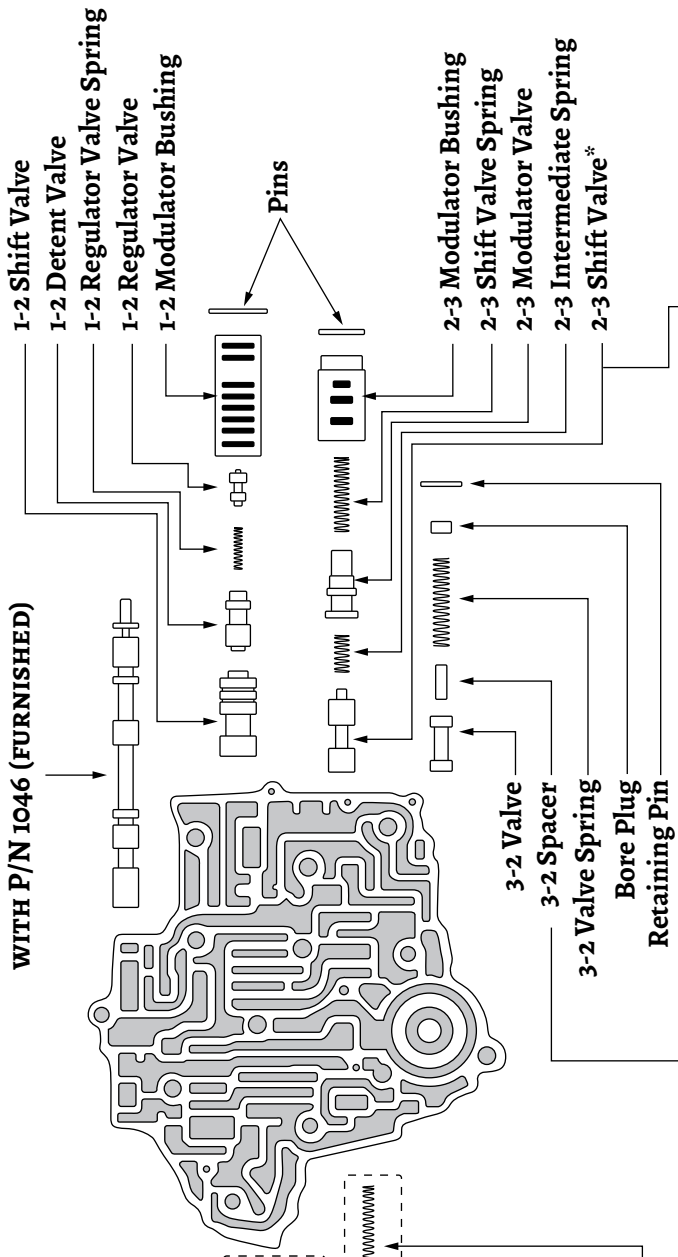 WITH P/N 1046 (FURNISHED)
1-2 Shift Valve
1-2 Detent Valve
1-2 Regulator Valve Spring
1-2 Regulator Valve
1-2 Modulator Bushing
Pins
2-3 Modulator Bushing
2-3 Shift Valve Spring
2-3 Modulator Valve
2-3 Intermediate Spring
2-3 Shift Valve*
3-2 Valve
3-2 Spacer
3-2 Valve Spring
Bore Plug
Retaining Pin